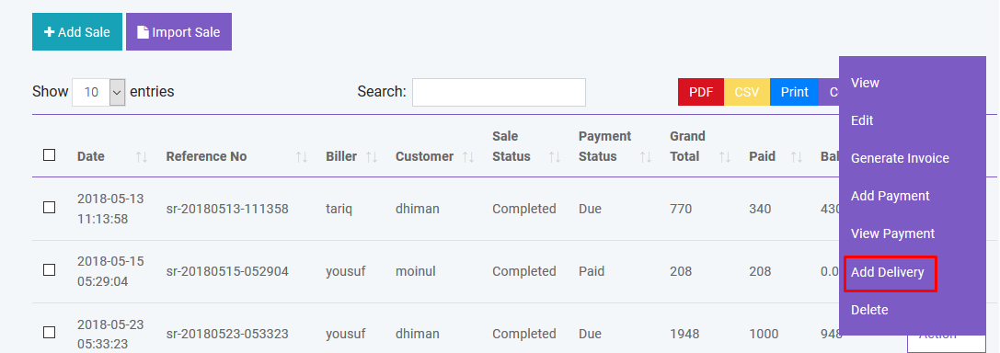 Add Sale Import Sale
Show 10 entries Search: PDF CSV Print
View
Edit
Generate Invoice
Add Payment
View Payment
Add Delivery
Delete
Date Reference No Biller Customer Sale Status Payment Status Grand Total Paid Bal
2018-05-13 11:13:58 sr-20180513-111358 tariq dhiman Completed Due 770 340 430
2018-05-15 05:29:04 sr-20180515-052904 yousuf moinul Completed Paid 208 208 0.0
2018-05-23 05:33:23 sr-20180523-053323 yousuf dhiman Completed Due 1948 1000 948
Action